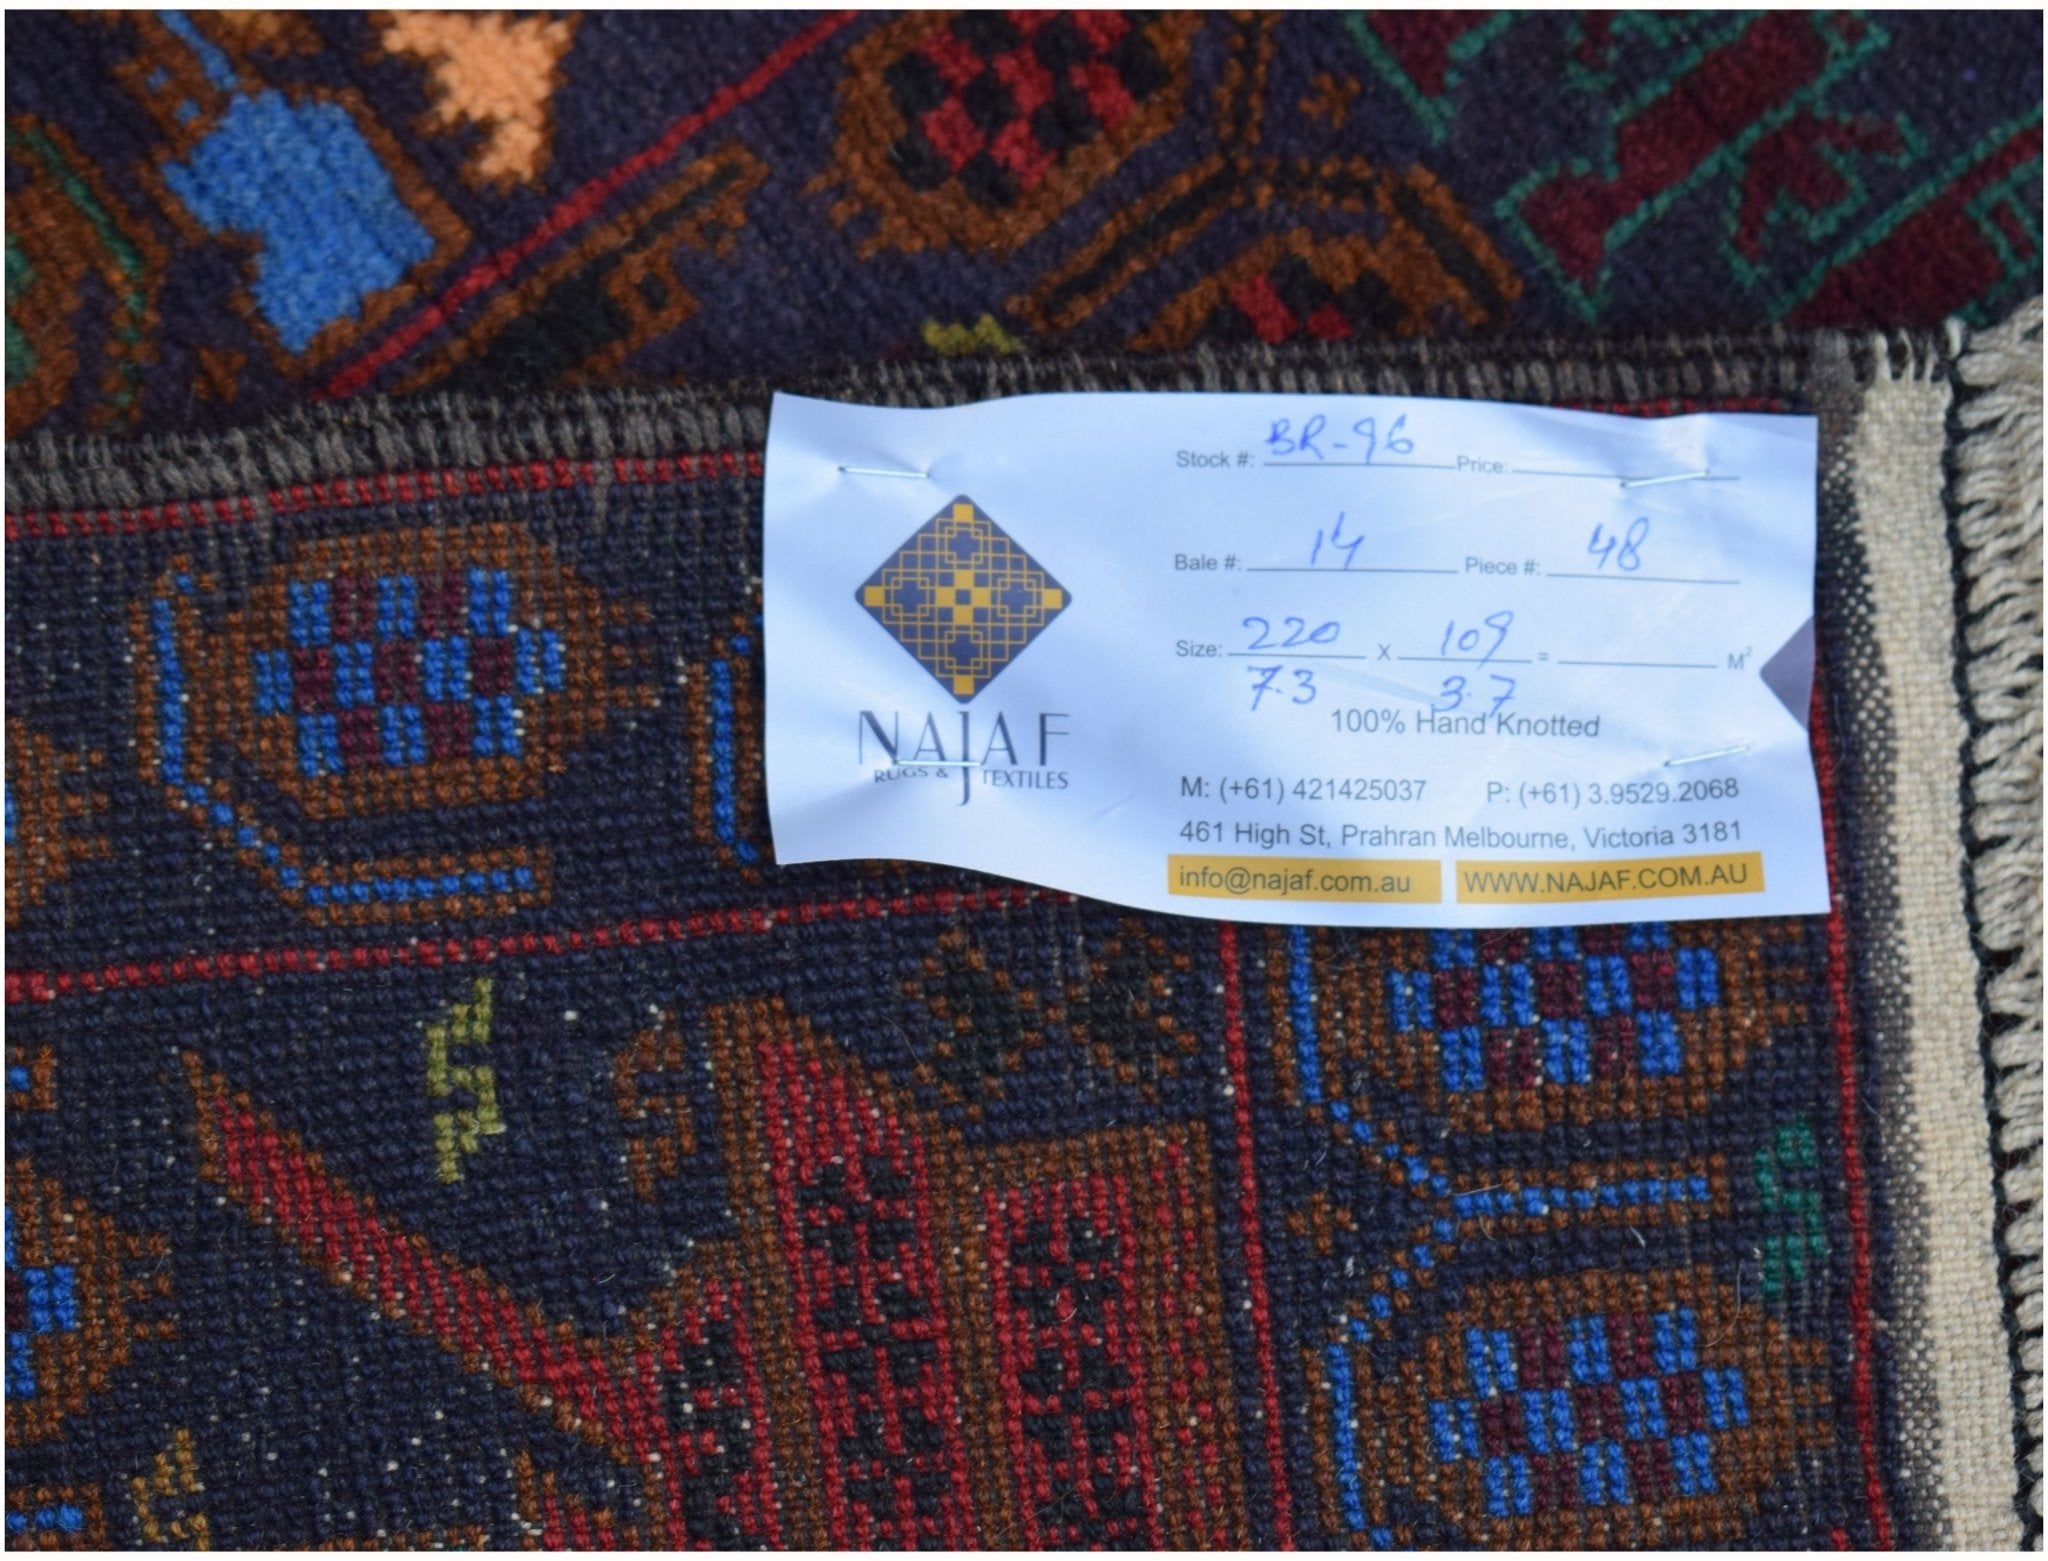 Stock #: BR-96 Price:
Bale #: 14 Piece #: 48
Size: 220 x 109 = M²
7.3 3.7
100% Hand Knotted
NAJAF
RUGS & TEXTILES
M: (+61) 421425037 P: (+61) 3.9529.2068
461 High St, Prahran Melbourne, Victoria 3181
info@najaf.com.au WWW.NAJAF.COM.AU